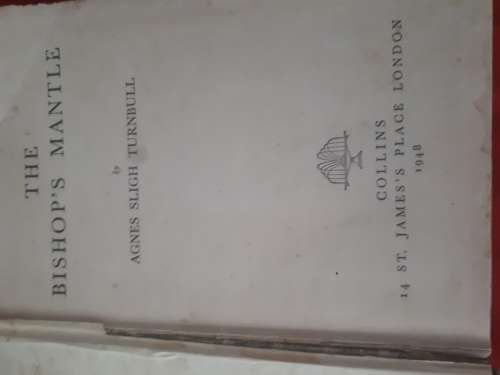 THE
BISHOP'S MANTLE
by
AGNES SLIGH TURNBULL
COLLINS
14 ST. JAMES'S PLACE LONDON
1948